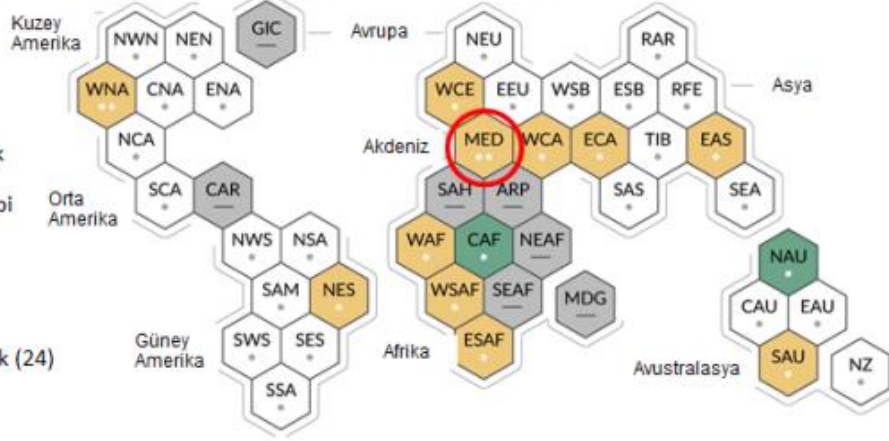 Kuzey
Amerika
NWN NEN GIC
Avrupa
NEU RAR
WNA CNA ENA
WCE EEU WSB ESB RFE
Asya
NCA
Akdeniz
MED WCA ECA TIB EAS
k
SCA CAR
SAH ARP SAS SEA
pi
Orta
Amerika
NWS NSA
WAF CAF NEAF
NAU
SAM NES
WSAF SEAF MDG
CAU EAU
k (24)
Güney
Amerika
SWS SES
Afrika
ESAF
Avustralasya
SAU NZ
SSA